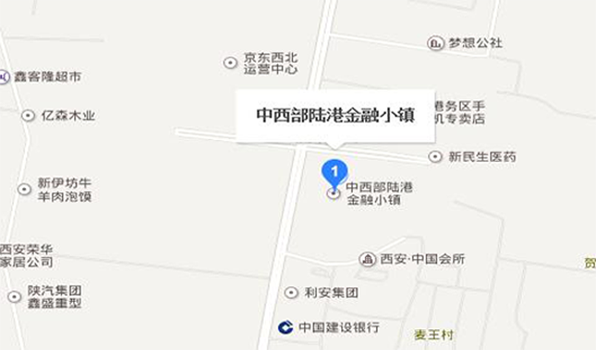 梦想公社
京东西北
运营中心
鑫客隆超市
中西部陆港金融小镇
港务区手
机专卖店
亿森木业
新民生医药
1
中西部陆港
金融小镇
新伊坊牛
羊肉泡馍
西安荣华
家居公司
西安·中国会所
贺
陕汽集团
鑫盛重型
利安集团
中国建设银行
麦王村